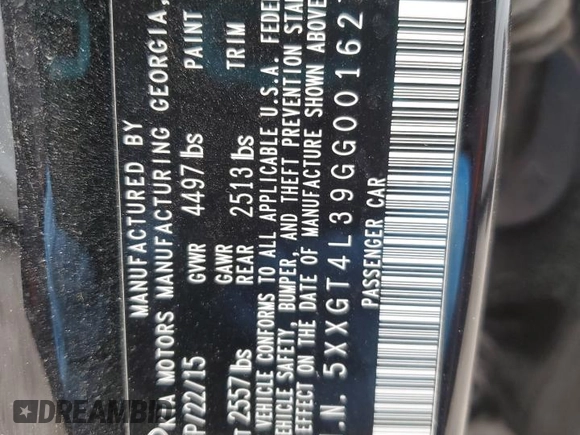 MANUFACTURED BY
KIA MOTORS MANUFACTURING GEORGIA,
P/22/15 GVWR 4497 lbs PAINT
GAWR
T 2557 lbs REAR 2513 lbs TRIM
VEHICLE CONFORMS TO ALL APPLICABLE U.S.A. FEDE
EHICLE SAFETY, BUMPER, AND THEFT PREVENTION STA
EFFECT ON THE DATE OF MANUFACTURE SHOWN ABOVE
I.N. 5XXGT4L39GG00162
PASSENGER CAR
DREAMBID